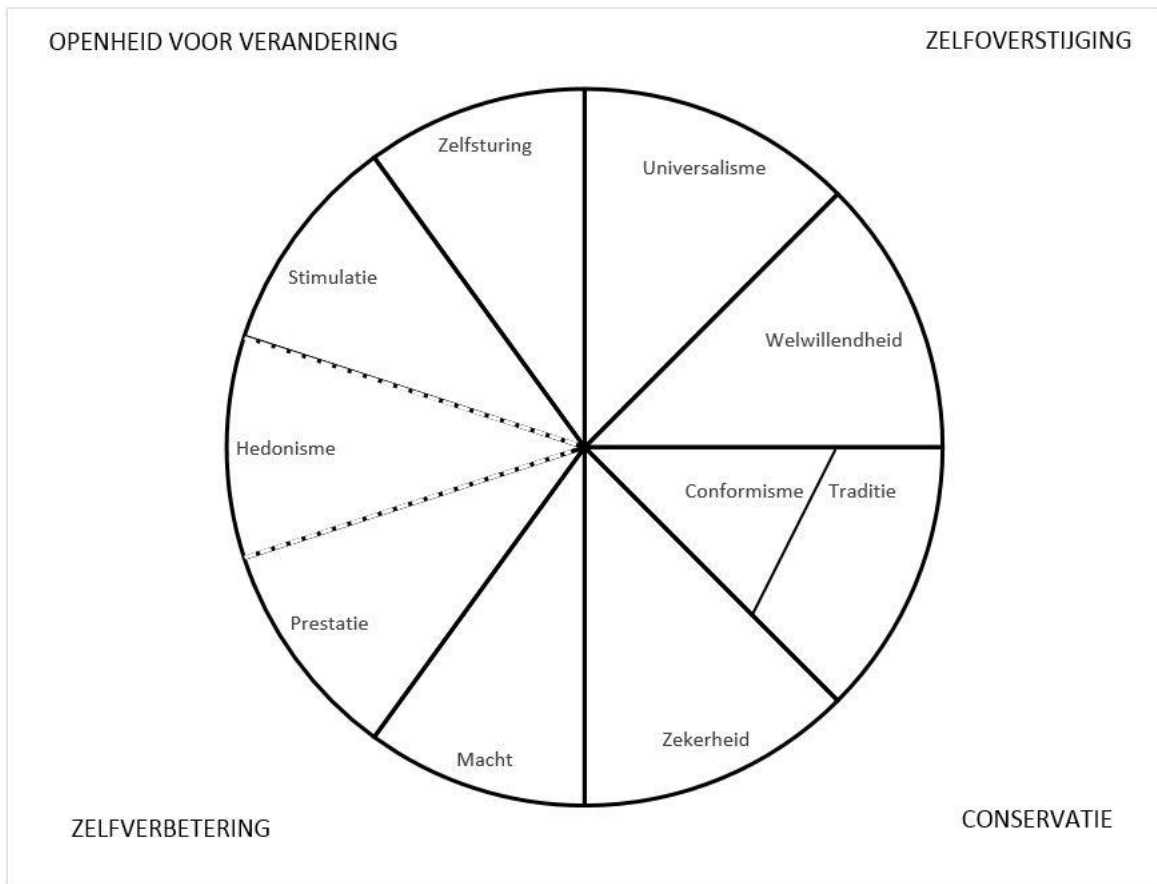 OPENHEID VOOR VERANDERING
ZELFOVERSTIJGING
Zelfsturing
Universalisme
Stimulatie
Welwillendheid
Hedonisme
Conformisme
Traditie
Prestatie
Macht
Zekerheid
ZELFVERBETERING
CONSERVATIE